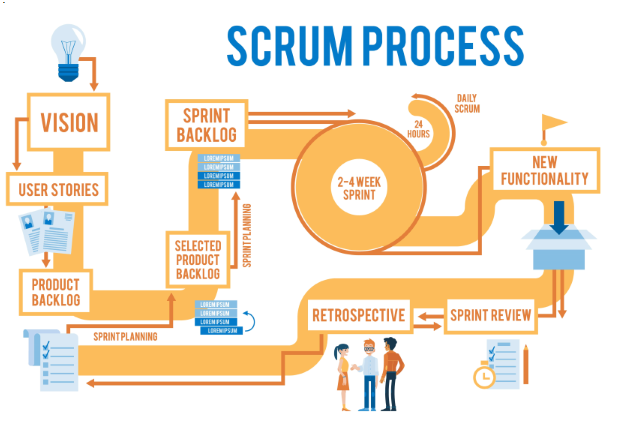 SCRUM PROCESS
VISION
USER STORIES
PRODUCT
BACKLOG
SPRINT PLANNING
SELECTED
PRODUCT
BACKLOG
LOREMIPSUM
LOREMIPSUM
LOREMIPSUM
LOREMIPSUM
SPRINT PLANNING
SPRINT
BACKLOG
LOREMIPSUM
LOREMIPSUM
LOREMIPSUM
LOREMIPSUM
2-4 WEEK
SPRINT
24
HOURS
DAILY
SCRUM
NEW
FUNCTIONALITY
SPRINT REVIEW
RETROSPECTIVE